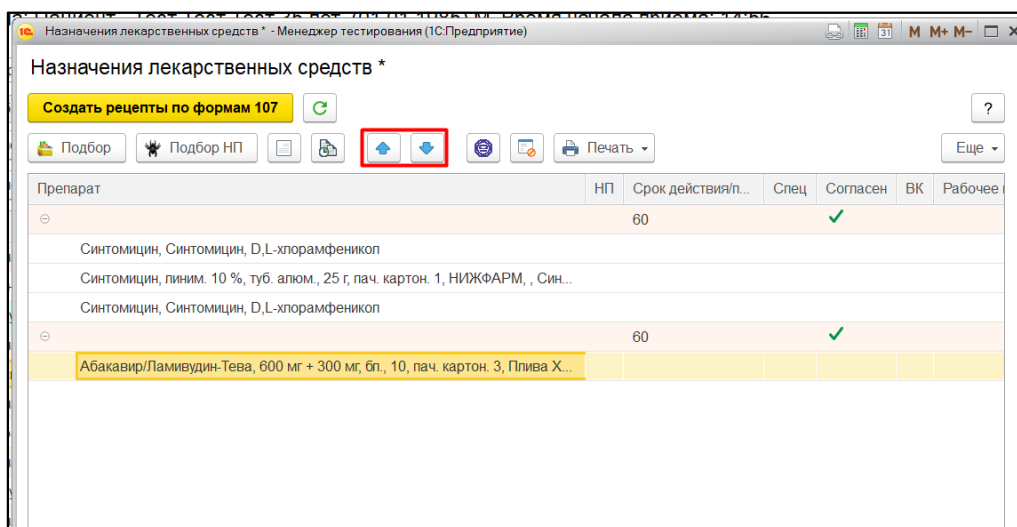 Назначения лекарственных средств * - Менеджер тестирования (1С:Предприятие)
31 M M+ M-
Назначения лекарственных средств *
Создать рецепты по формам 107
?
Подбор Подбор НП Печать Еще
Препарат НП Срок действия/п... Спец Согласен ВК Рабочее
60
Синтомицин, Синтомицин, D,L-хлорамфеникол
Синтомицин, линим. 10 %, туб. алюм., 25 г, пач. картон. 1, НИЖФАРМ, , Син...
Синтомицин, Синтомицин, D,L-хлорамфеникол
60
Абакавир/Ламивудин-Тева, 600 мг + 300 мг, бл., 10, пач. картон. 3, Плива Х...